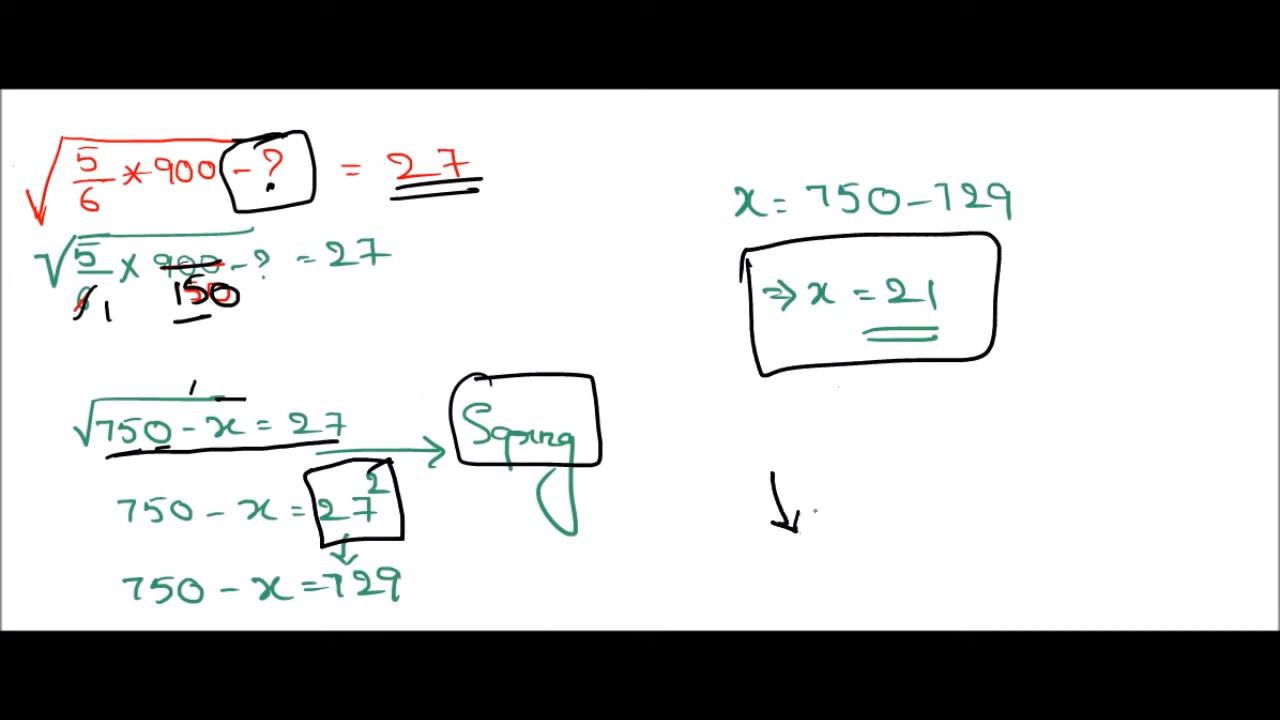 √(5/6 * 900 - ?) = 27
√(5/6 × 900 - ?) = 27
1 150
√(750 - x) = 27
Sqring
750 - x = 27²
750 - x = 729
x = 750 - 729
⇒ x = 21